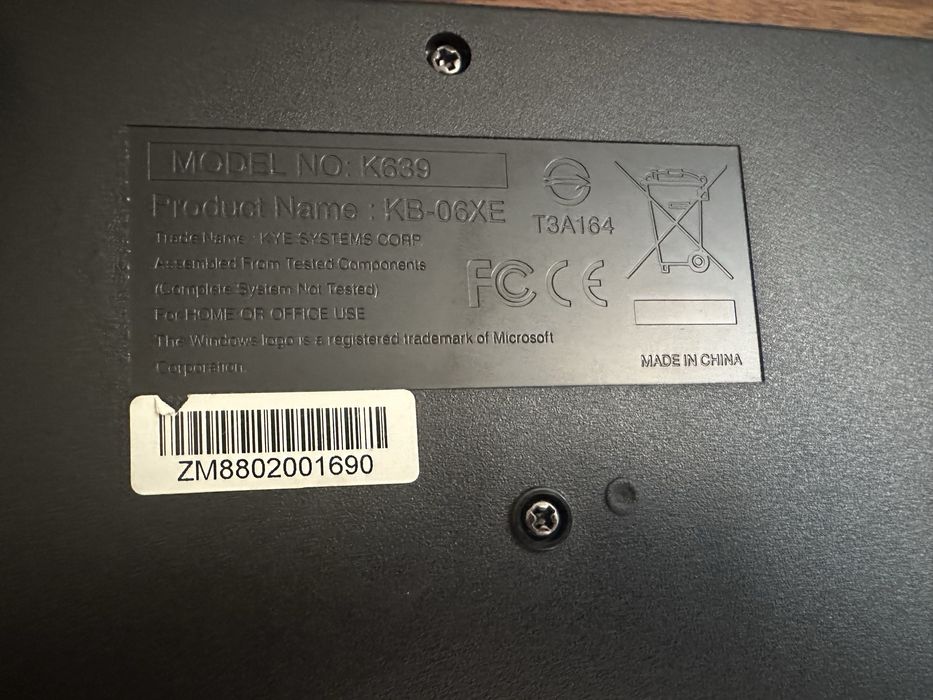 MODEL NO: K639
Product Name : KB-06XE
Trade Name : KYE SYSTEMS CORP.
Assembled From Tested Components
(Complete System Not Tested)
For HOME OR OFFICE USE
The Windows logo is a registered trademark of Microsoft
Corporation.
T3A164
FC CE
MADE IN CHINA
ZM8802001690